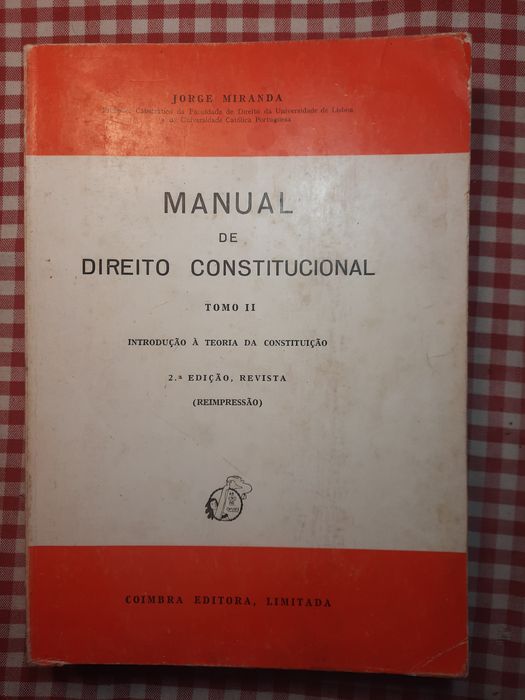 JORGE MIRANDA
Professor Catedrático da Faculdade de Direito da Universidade de Lisboa
e da Universidade Católica Portuguesa
MANUAL
DE
DIREITO CONSTITUCIONAL
TOMO II
INTRODUÇÃO À TEORIA DA CONSTITUIÇÃO
2.ª EDIÇÃO, REVISTA
(REIMPRESSÃO)
COIMBRA EDITORA, LIMITADA